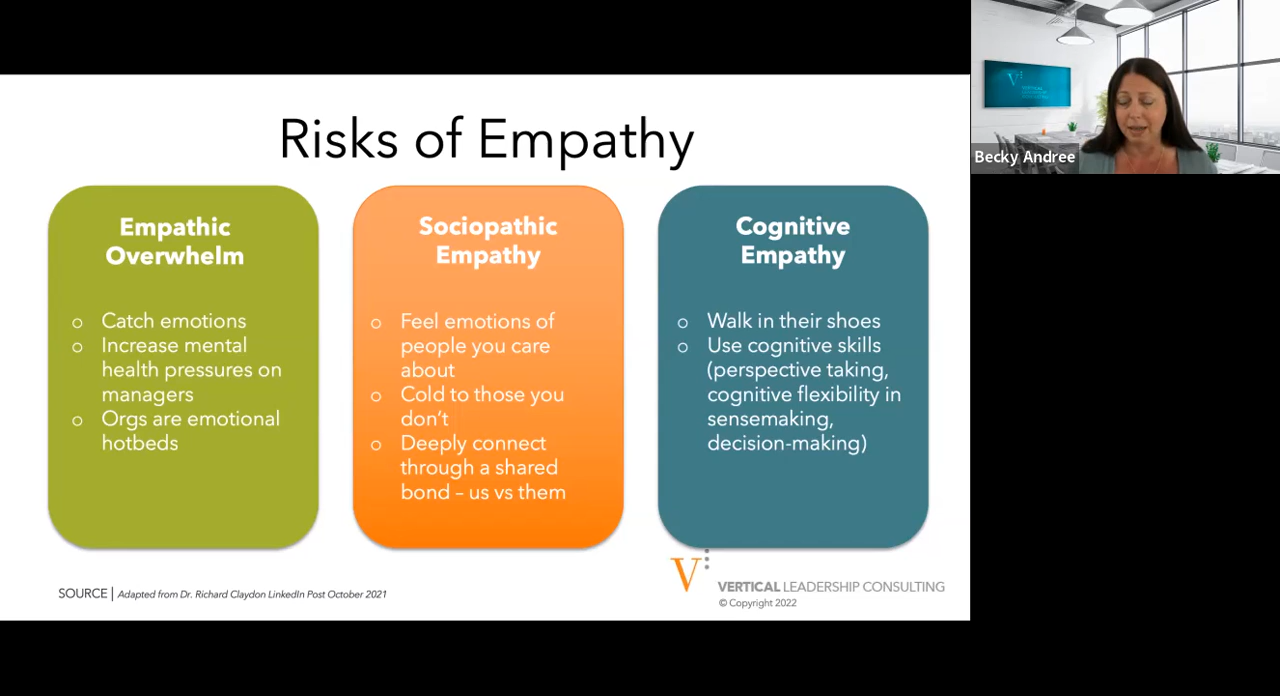 Risks of Empathy
Empathic
Overwhelm
o Catch emotions
o Increase mental
health pressures on
managers
o Orgs are emotional
hotbeds
Sociopathic
Empathy
o Feel emotions of
people you care
about
o Cold to those you
don't
o Deeply connect
through a shared
bond – us vs them
Cognitive
Empathy
o Walk in their shoes
o Use cognitive skills
(perspective taking,
cognitive flexibility in
sensemaking,
decision-making)
SOURCE | Adapted from Dr. Richard Claydon LinkedIn Post October 2021
V
VERTICAL LEADERSHIP CONSULTING
© Copyright 2022
V
VERTICAL
LEADERSHIP
CONSULTING
Becky Andree